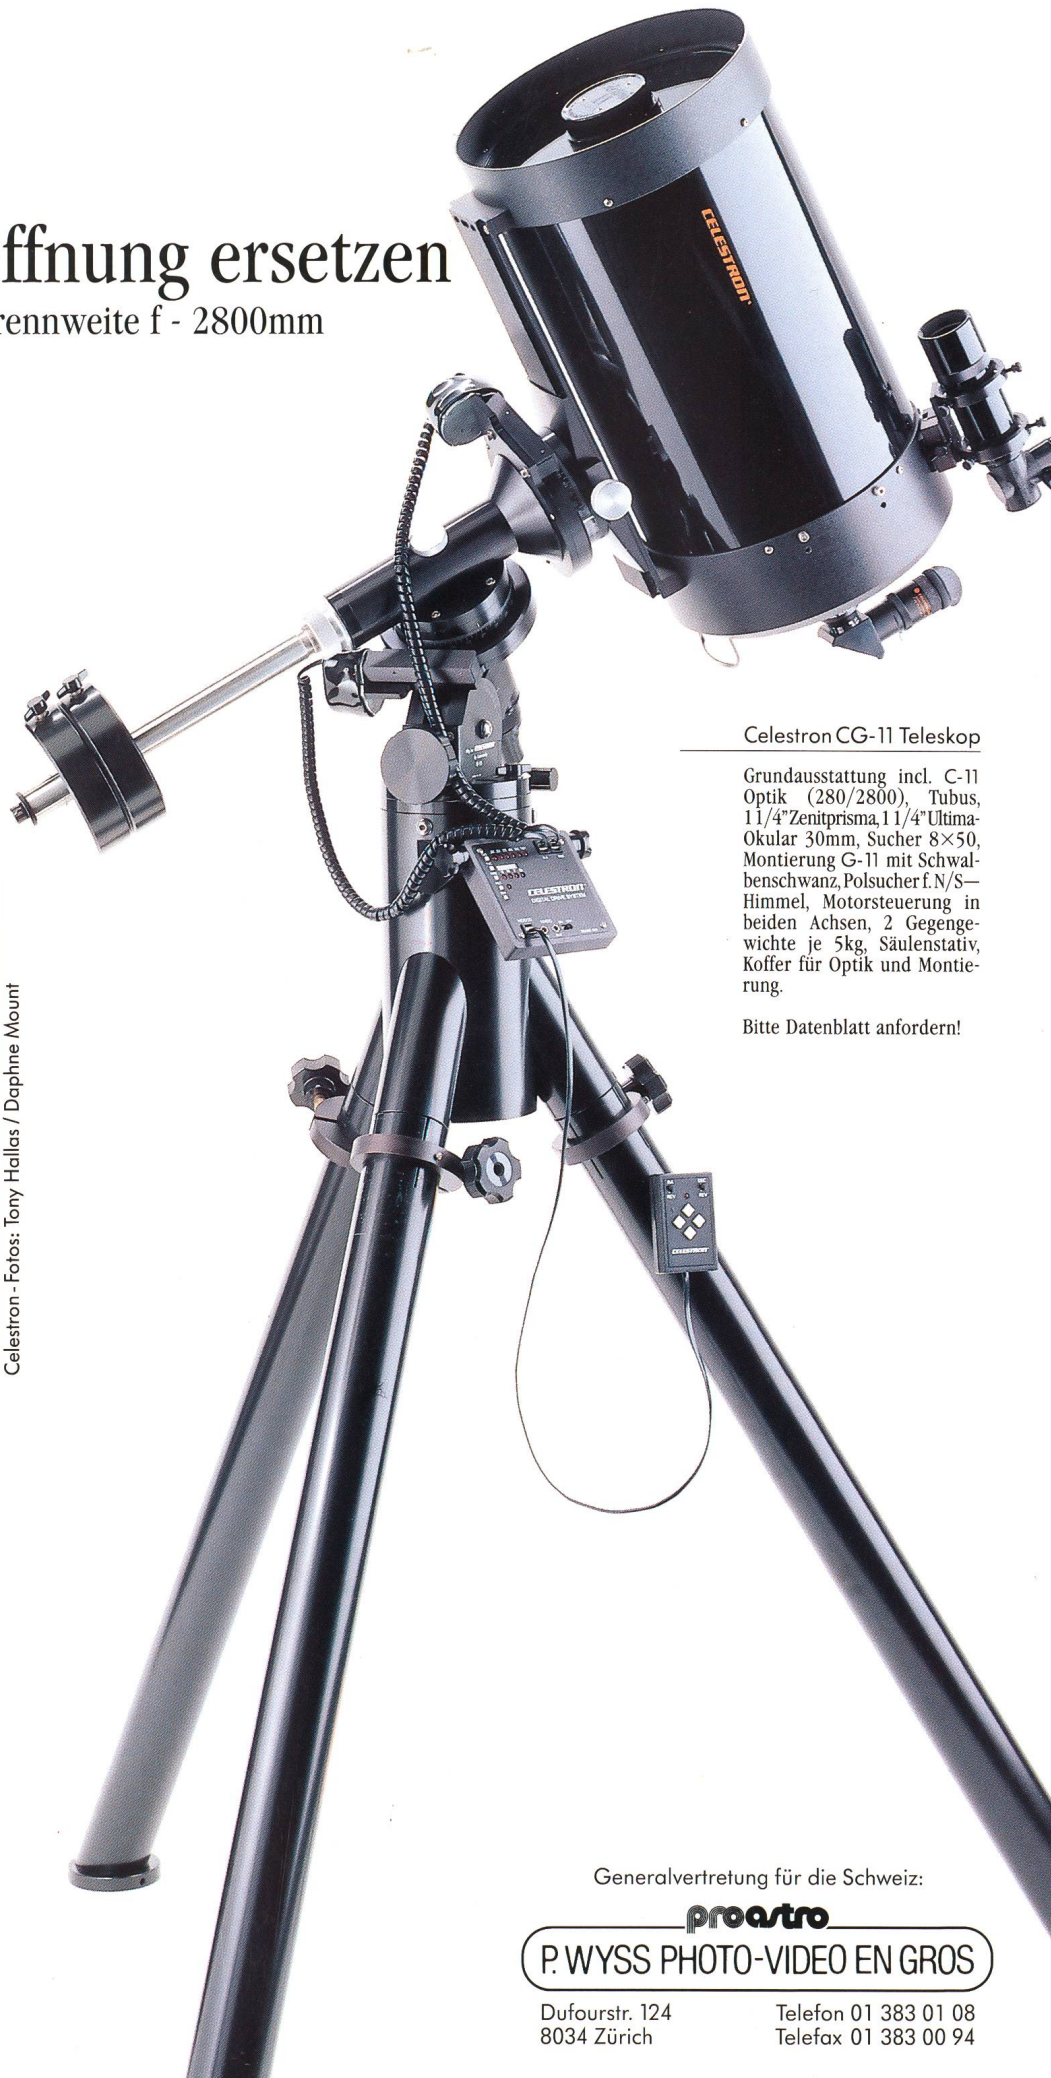 ffnung ersetzen
rennweite f - 2800mm
CELESTRON
Celestron CG-11 Teleskop
Grundausstattung incl. C-11
Optik (280/2800), Tubus,
1 1/4" Zenitprisma, 1 1/4" Ultima-
Okular 30mm, Sucher 8×50,
Montierung G-11 mit Schwal-
benschwanz, Polsucher f. N/S—
Himmel, Motorsteuerung in
beiden Achsen, 2 Gegenge-
wichte je 5kg, Säulenstativ,
Koffer für Optik und Montie-
rung.
Bitte Datenblatt anfordern!
CELESTRON
DIGITAL DRIVE SYSTEM
REV
REV
CELESTRON
Celestron - Fotos: Tony Hallas / Daphne Mount
Generalvertretung für die Schweiz:
proastro
P. WYSS PHOTO-VIDEO EN GROS
Dufourstr. 124
8034 Zürich
Telefon 01 383 01 08
Telefax 01 383 00 94